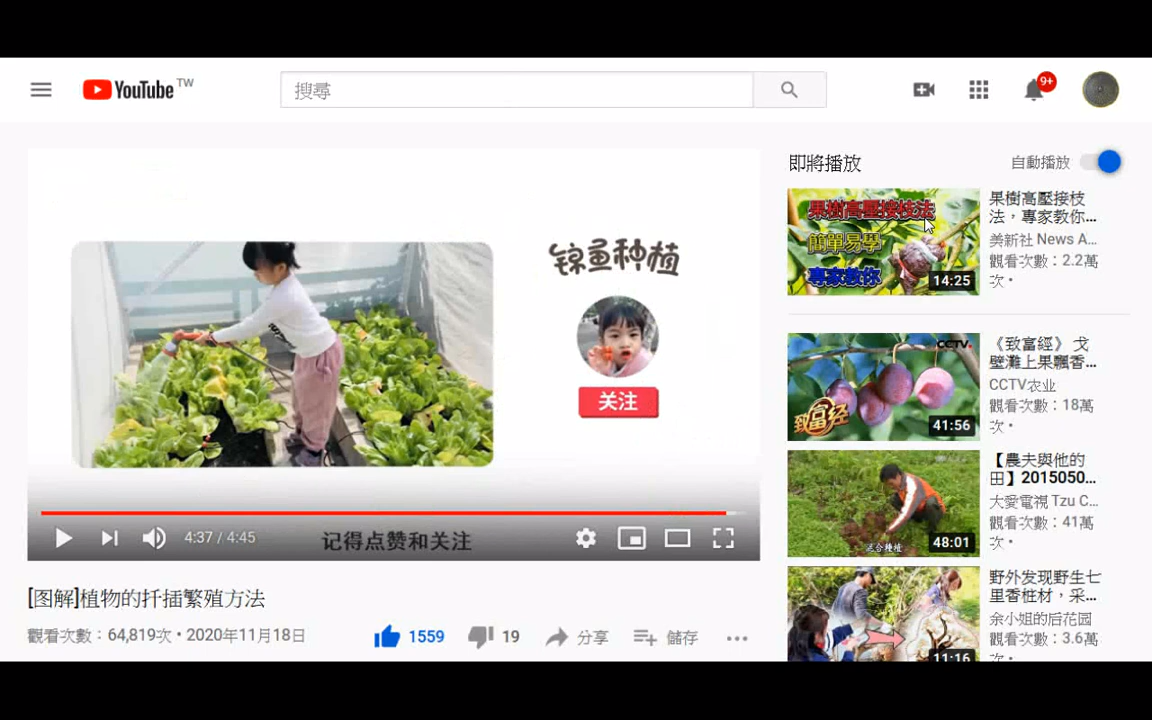 YouTube TW
搜尋
9+
锦鱼种植
关注
4:37 / 4:45
记得点赞和关注
[图解]植物的扦插繁殖方法
觀看次數：64,819次 • 2020年11月18日
1559
19
分享
儲存
即將播放
自動播放
果樹高壓接枝法
簡單易學
專家教你
14:25
果樹高壓接枝
法，專家教你...
美新社 News A...
觀看次數：2.2萬
次 •
CCTV.
致富经
41:56
《致富經》 戈
壁灘上果飄香...
CCTV农业
觀看次數：18萬
次 •
混合種植
48:01
【農夫與他的
田】2015050...
大愛電視 Tzu C...
觀看次數：41萬
次 •
11:16
野外发现野生七
里香桩材，采...
余小姐的后花园
觀看次數：3.6萬
次 •